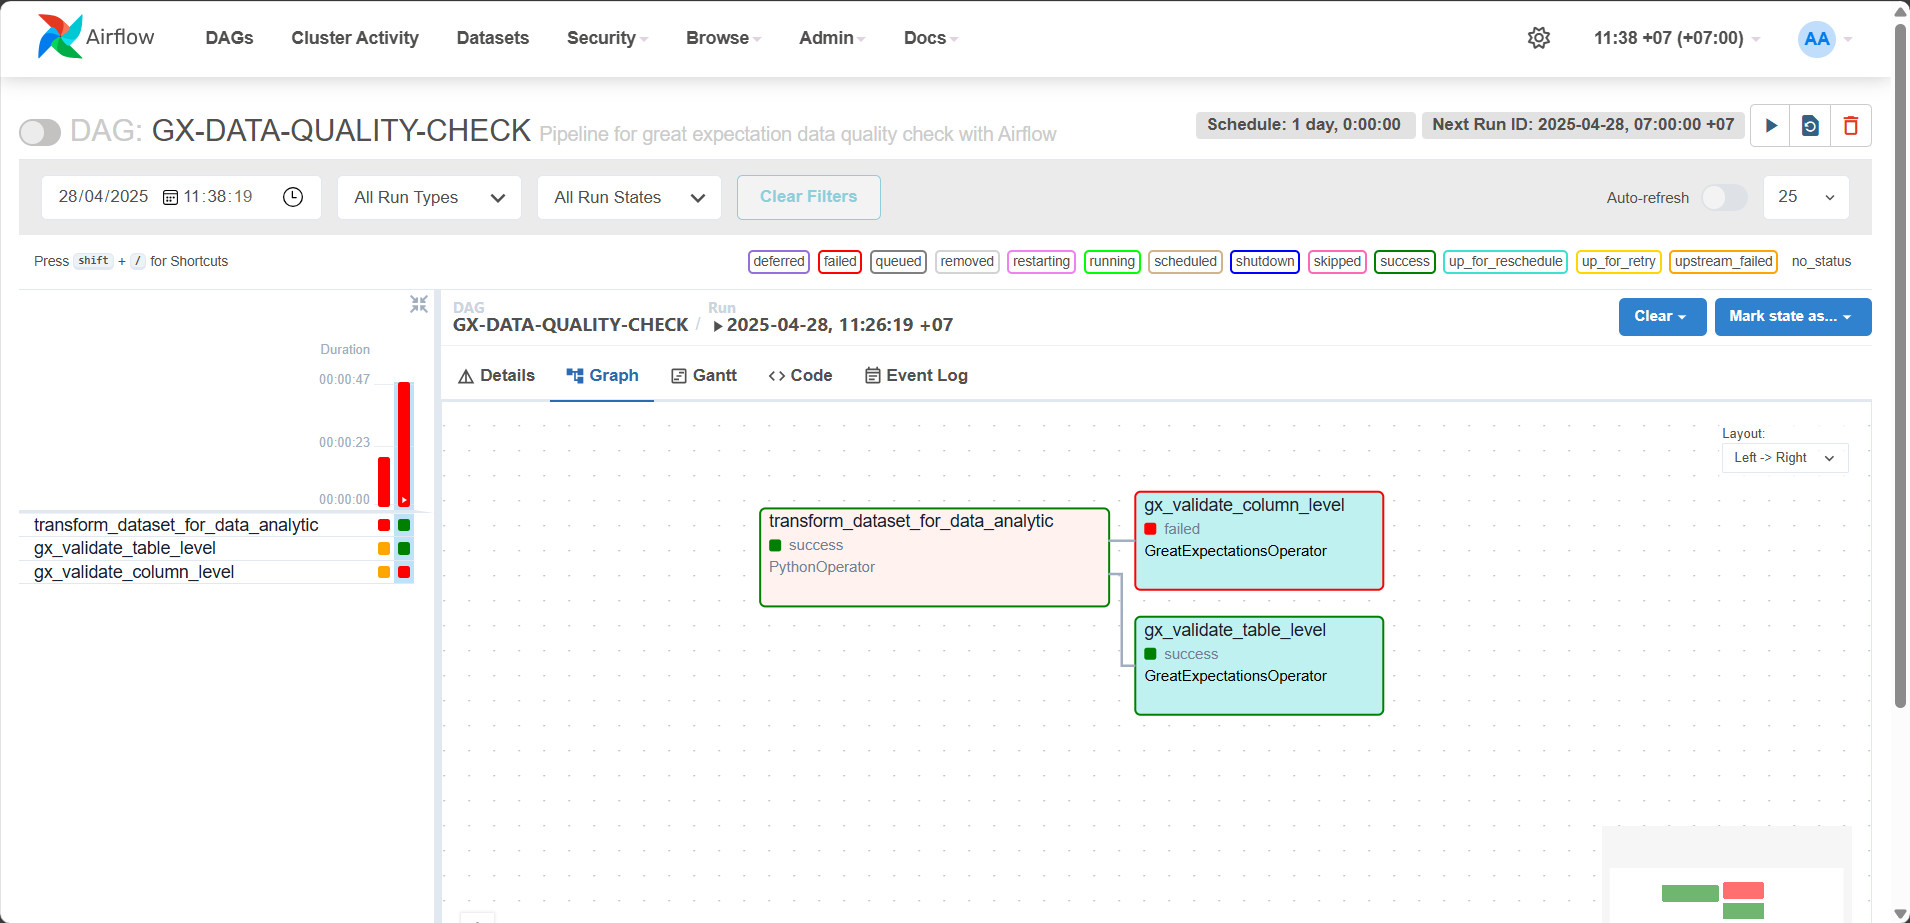 Airflow DAGs Cluster Activity Datasets Security Browse Admin Docs 11:38 +07 (+07:00) AA
DAG: GX-DATA-QUALITY-CHECK Pipeline for great expectation data quality check with Airflow Schedule: 1 day, 0:00:00 Next Run ID: 2025-04-28, 07:00:00 +07
28/04/2025 11:38:19 All Run Types All Run States Clear Filters Auto-refresh 25
Press shift + / for Shortcuts deferred failed queued removed restarting running scheduled shutdown skipped success up_for_reschedule up_for_retry upstream_failed no_status
Duration
00:00:47
00:00:23
00:00:00
transform_dataset_for_data_analytic
gx_validate_table_level
gx_validate_column_level
DAG Run
GX-DATA-QUALITY-CHECK / 2025-04-28, 11:26:19 +07 Clear Mark state as...
Details Graph Gantt Code Event Log
Layout:
Left -> Right
transform_dataset_for_data_analytic
success
PythonOperator
gx_validate_column_level
failed
GreatExpectationsOperator
gx_validate_table_level
success
GreatExpectationsOperator